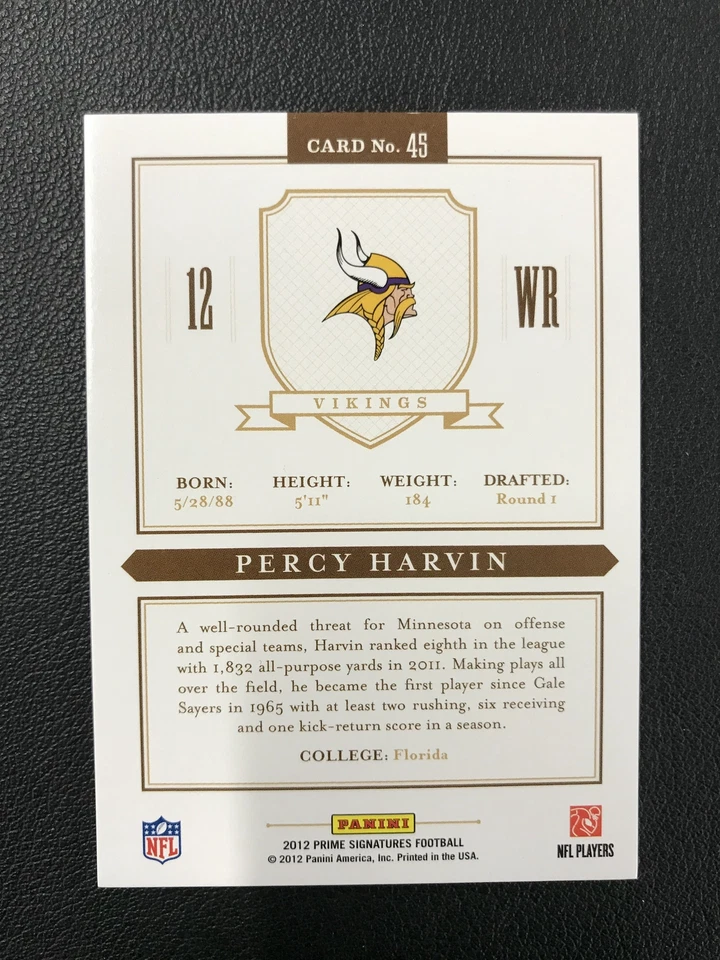 CARD No. 45
12
WR
VIKINGS
BORN: HEIGHT: WEIGHT: DRAFTED:
5/28/88 5'11" 184 Round 1
PERCY HARVIN
A well-rounded threat for Minnesota on offense
and special teams, Harvin ranked eighth in the league
with 1,832 all-purpose yards in 2011. Making plays all
over the field, he became the first player since Gale
Sayers in 1965 with at least two rushing, six receiving
and one kick-return score in a season.
COLLEGE: Florida
NFL
PANINI
2012 PRIME SIGNATURES FOOTBALL
© 2012 Panini America, Inc. Printed in the USA.
NFL PLAYERS